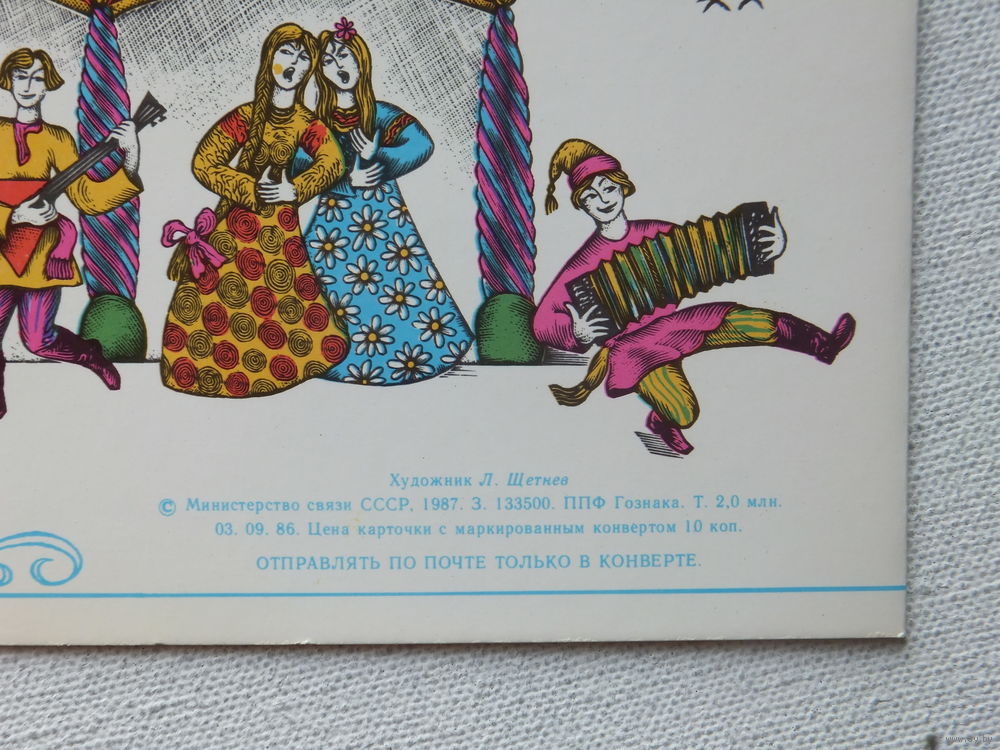 Художник Л. Щетнев
© Министерство связи СССР, 1987. З. 133500. ППФ Гознака. Т. 2,0 млн.
03. 09. 86. Цена карточки с маркированным конвертом 10 коп.
ОТПРАВЛЯТЬ ПО ПОЧТЕ ТОЛЬКО В КОНВЕРТЕ.